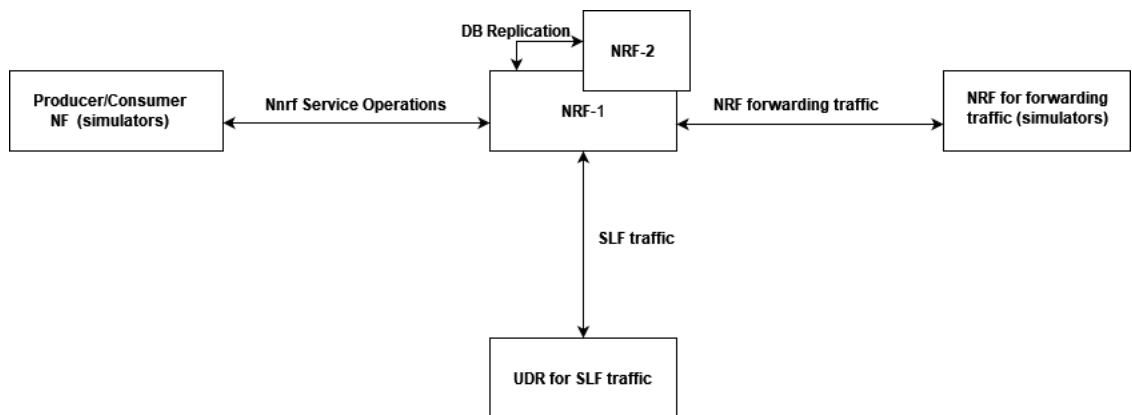 DB Replication
NRF-2
Producer/Consumer
NF (simulators)
Nnrf Service Operations
NRF-1
NRF forwarding traffic
NRF for forwarding
traffic (simulators)
SLF traffic
UDR for SLF traffic